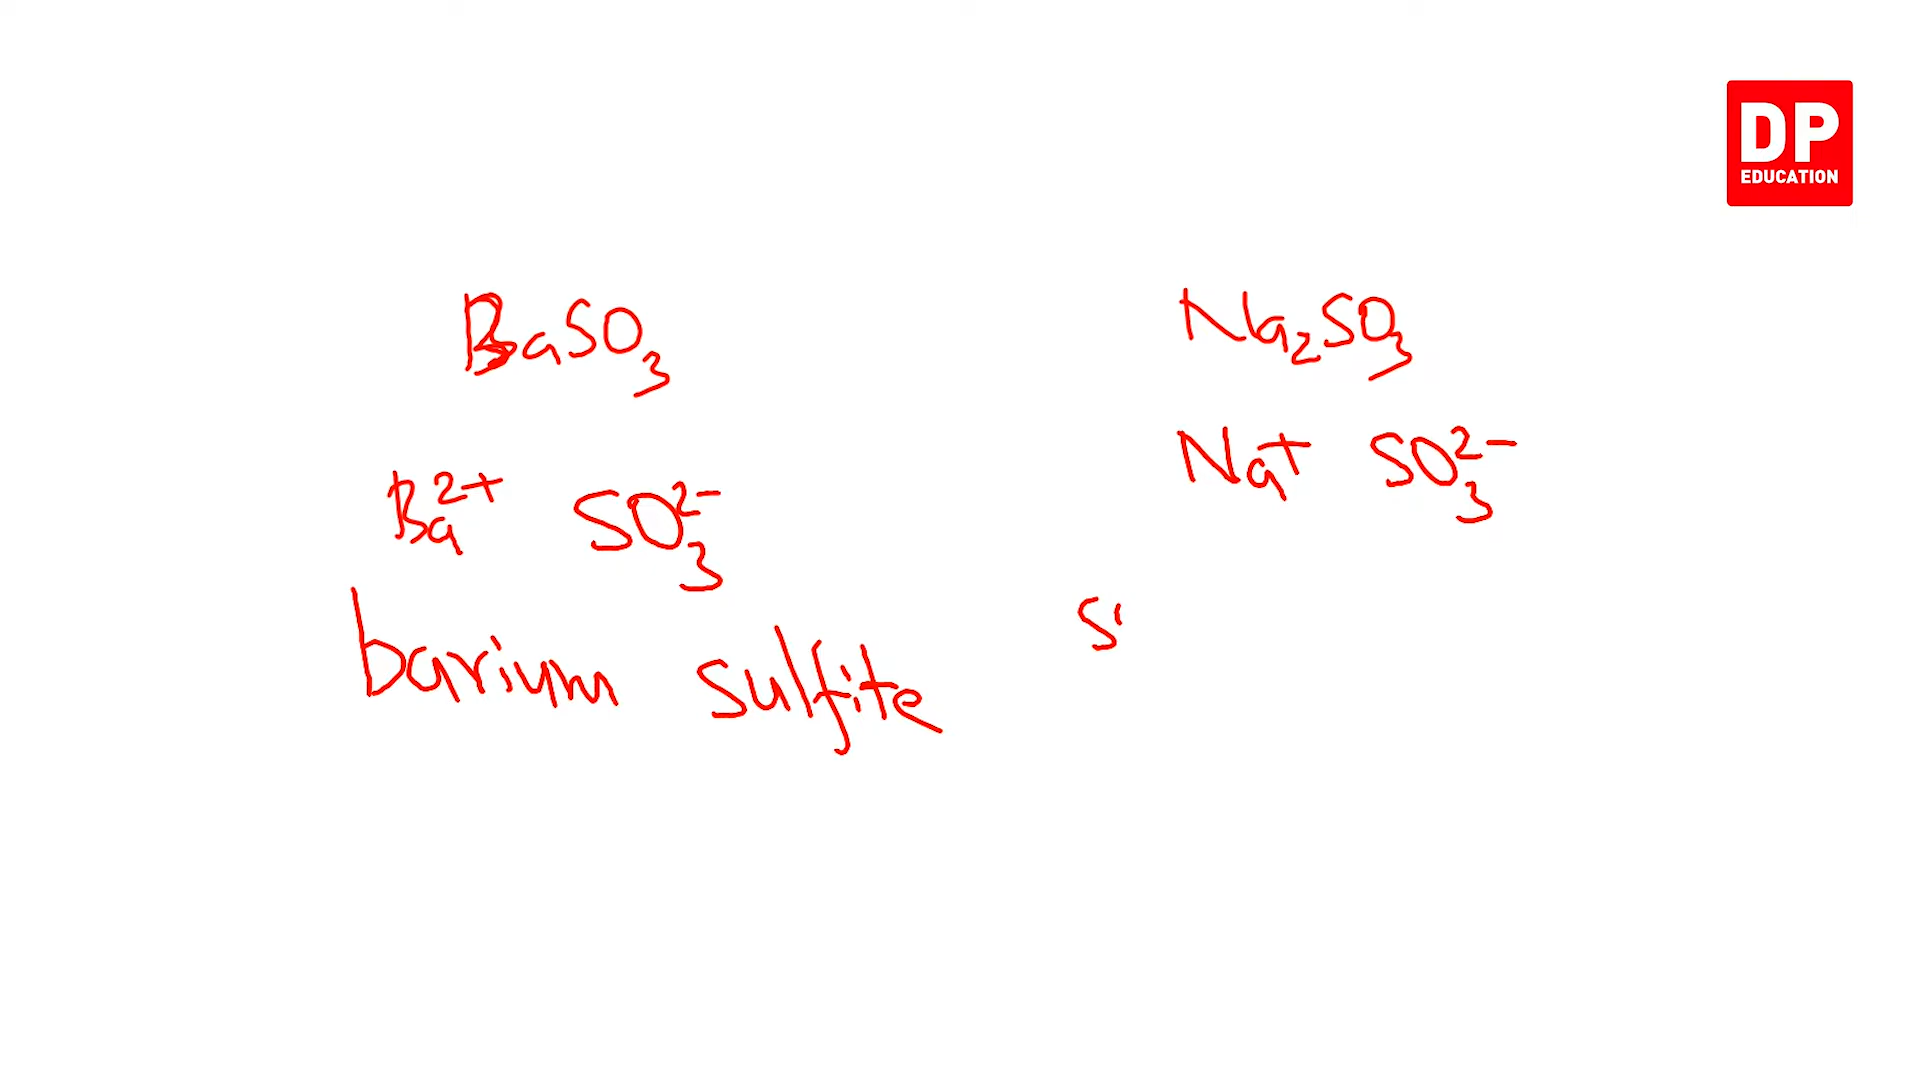 DP
EDUCATION
BaSO₃
Ba²⁺ SO₃²⁻
barium sulfite
Na₂SO₃
Na⁺ SO₃²⁻
s